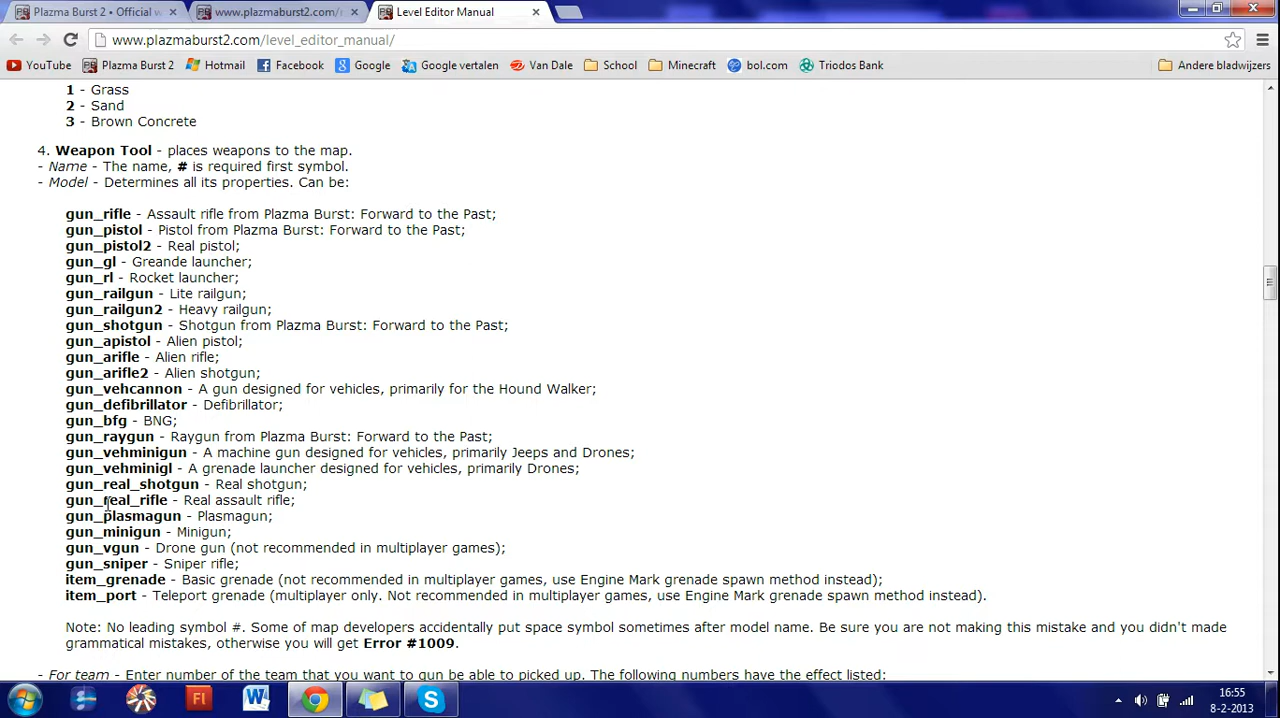 Plazma Burst 2 - Official w
www.plazmaburst2.com/
Level Editor Manual
www.plazmaburst2.com/level_editor_manual/
YouTube Plazma Burst 2 Hotmail Facebook Google Google vertalen Van Dale School Minecraft bol.com Triodos Bank Andere bladwijzers
1 - Grass
2 - Sand
3 - Brown Concrete
4. Weapon Tool - places weapons to the map.
- Name - The name, # is required first symbol.
- Model - Determines all its properties. Can be:
gun_rifle - Assault rifle from Plazma Burst: Forward to the Past;
gun_pistol - Pistol from Plazma Burst: Forward to the Past;
gun_pistol2 - Real pistol;
gun_gl - Greande launcher;
gun_rl - Rocket launcher;
gun_railgun - Lite railgun;
gun_railgun2 - Heavy railgun;
gun_shotgun - Shotgun from Plazma Burst: Forward to the Past;
gun_apistol - Alien pistol;
gun_arifle - Alien rifle;
gun_arifle2 - Alien shotgun;
gun_vehcannon - A gun designed for vehicles, primarily for the Hound Walker;
gun_defibrillator - Defibrillator;
gun_bfg - BNG;
gun_raygun - Raygun from Plazma Burst: Forward to the Past;
gun_vehminigun - A machine gun designed for vehicles, primarily Jeeps and Drones;
gun_vehminigl - A grenade launcher designed for vehicles, primarily Drones;
gun_real_shotgun - Real shotgun;
gun_real_rifle - Real assault rifle;
gun_plasmagun - Plasmagun;
gun_minigun - Minigun;
gun_vgun - Drone gun (not recommended in multiplayer games);
gun_sniper - Sniper rifle;
item_grenade - Basic grenade (not recommended in multiplayer games, use Engine Mark grenade spawn method instead);
item_port - Teleport grenade (multiplayer only. Not recommended in multiplayer games, use Engine Mark grenade spawn method instead).
Note: No leading symbol #. Some of map developers accidently put space symbol sometimes after model name. Be sure you are not making this mistake and you didn't made
grammatical mistakes, otherwise you will get Error #1009.
- For team - Enter number of the team that you want to gun be able to picked up. The following numbers have the effect listed:
16:55
8-2-2013